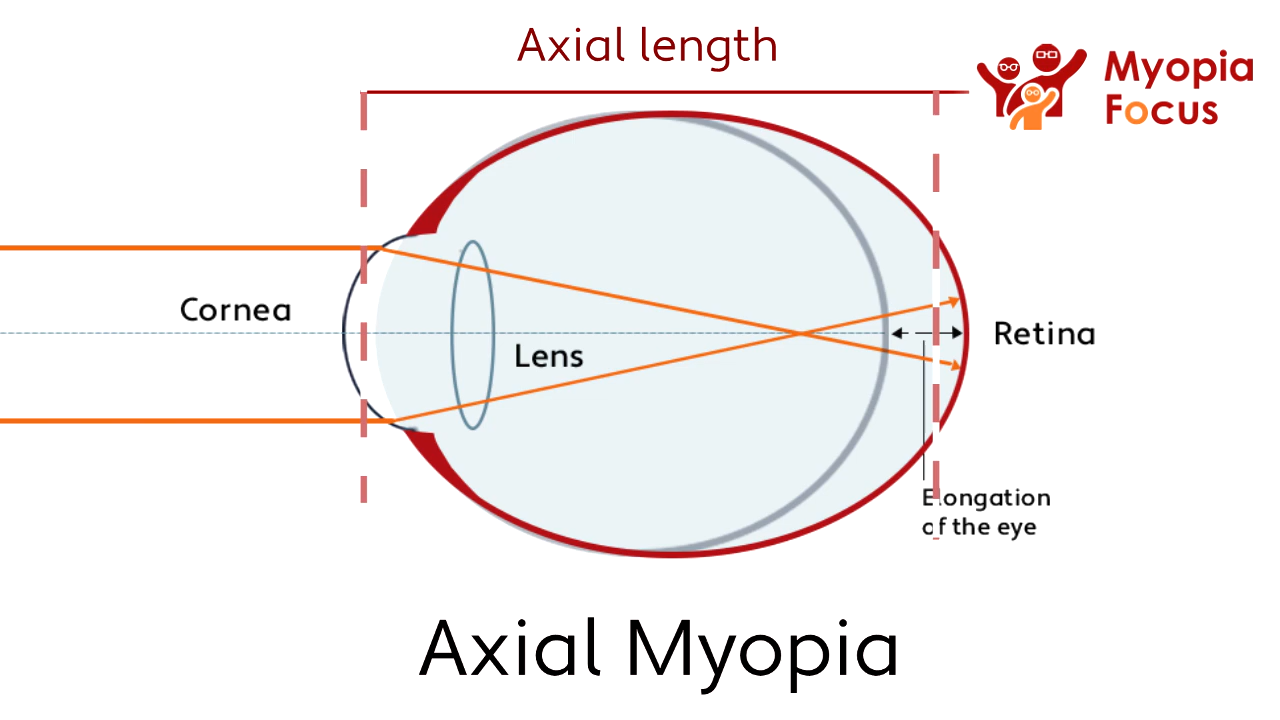 Axial length
Myopia
Focus
Cornea
Lens
Retina
Elongation
of the eye
Axial Myopia